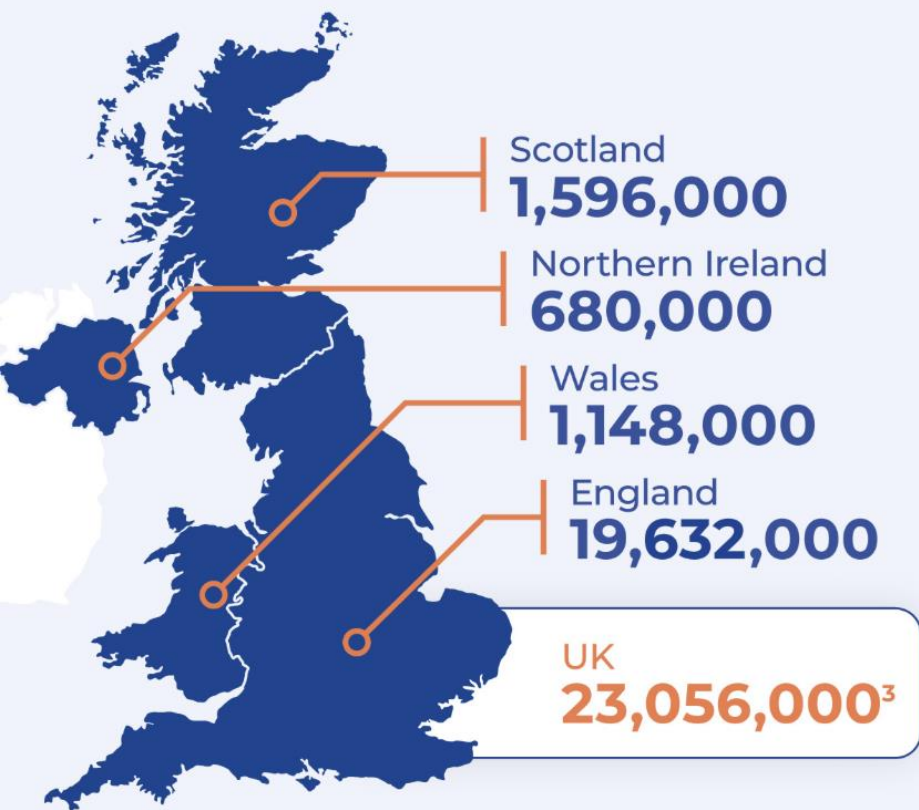 Scotland
1,596,000
Northern Ireland
680,000
Wales
1,148,000
England
19,632,000
UK
23,056,000³